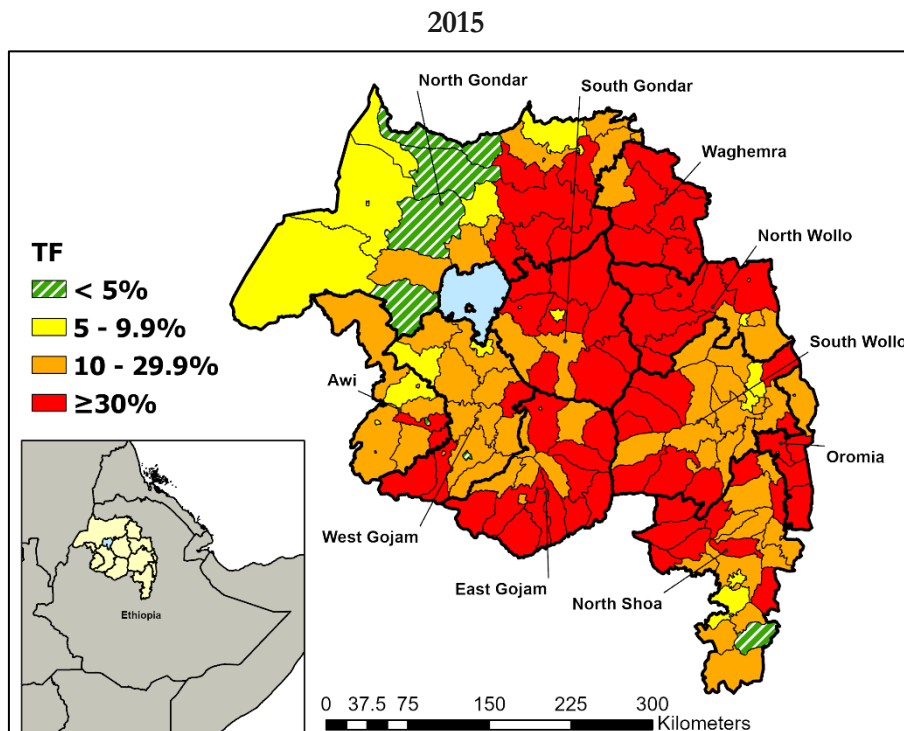 2015
North Gondar
South Gondar
Waghemra
North Wollo
TF
< 5%
5 - 9.9%
10 - 29.9%
≥30%
South Wollo
Awi
Oromia
West Gojam
East Gojam
North Shoa
Ethiopia
0 37.5 75 150 225 300
Kilometers